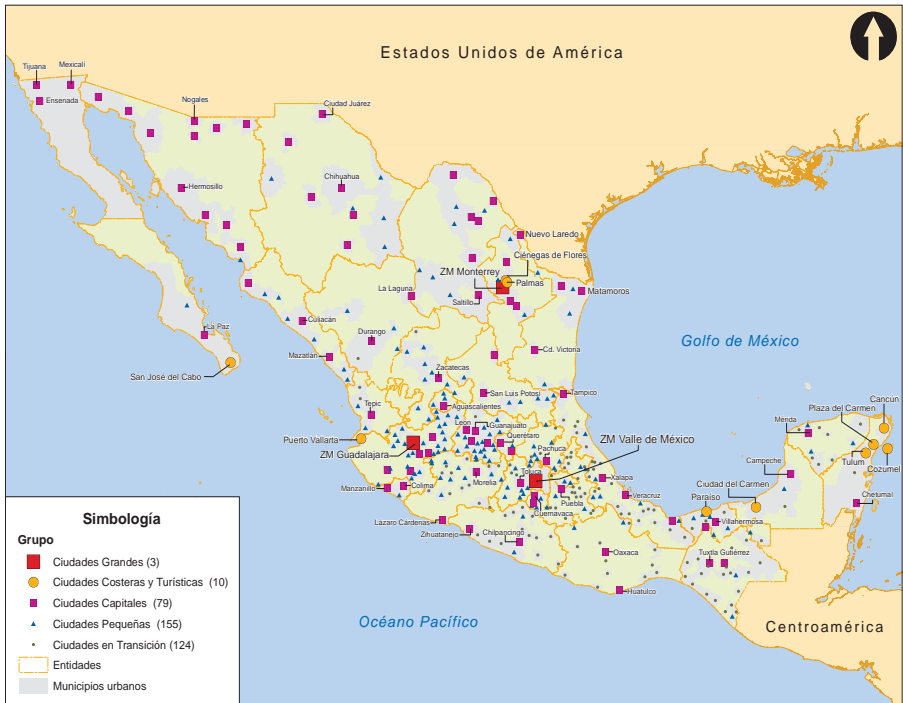 Estados Unidos de América
Tijuana
Mexicali
Ensenada
Nogales
Ciudad Juárez
Hermosillo
Chihuahua
Nuevo Laredo
Ciénegas de Flores
ZM Monterrey
Palmas
La Laguna
Saltillo
Matamoros
La Paz
Culiacán
Durango
Golfo de México
Mazatlán
Cd. Victoria
San José del Cabo
Zacatecas
San Luis Potosí
Tampico
Tepic
Aguascalientes
Cancún
Plaza del Carmen
León
Guanajuato
Mérida
Puerto Vallarta
Querétaro
ZM Valle de México
Pachuca
ZM Guadalajara
Tulum
Cozumel
Toluca
Campeche
Xalapa
Morelia
Ciudad del Carmen
Manzanillo
Colima
Veracruz
Chetumal
Puebla
Paraíso
Cuernavaca
Lázaro Cárdenas
Villahermosa
Zihuatanejo
Chilpancingo
Oaxaca
Tuxtla Gutiérrez
Huatulco
Océano Pacífico
Centroamérica
Simbología
Grupo
Ciudades Grandes (3)
Ciudades Costeras y Turísticas (10)
Ciudades Capitales (79)
Ciudades Pequeñas (155)
Ciudades en Transición (124)
Entidades
Municipios urbanos